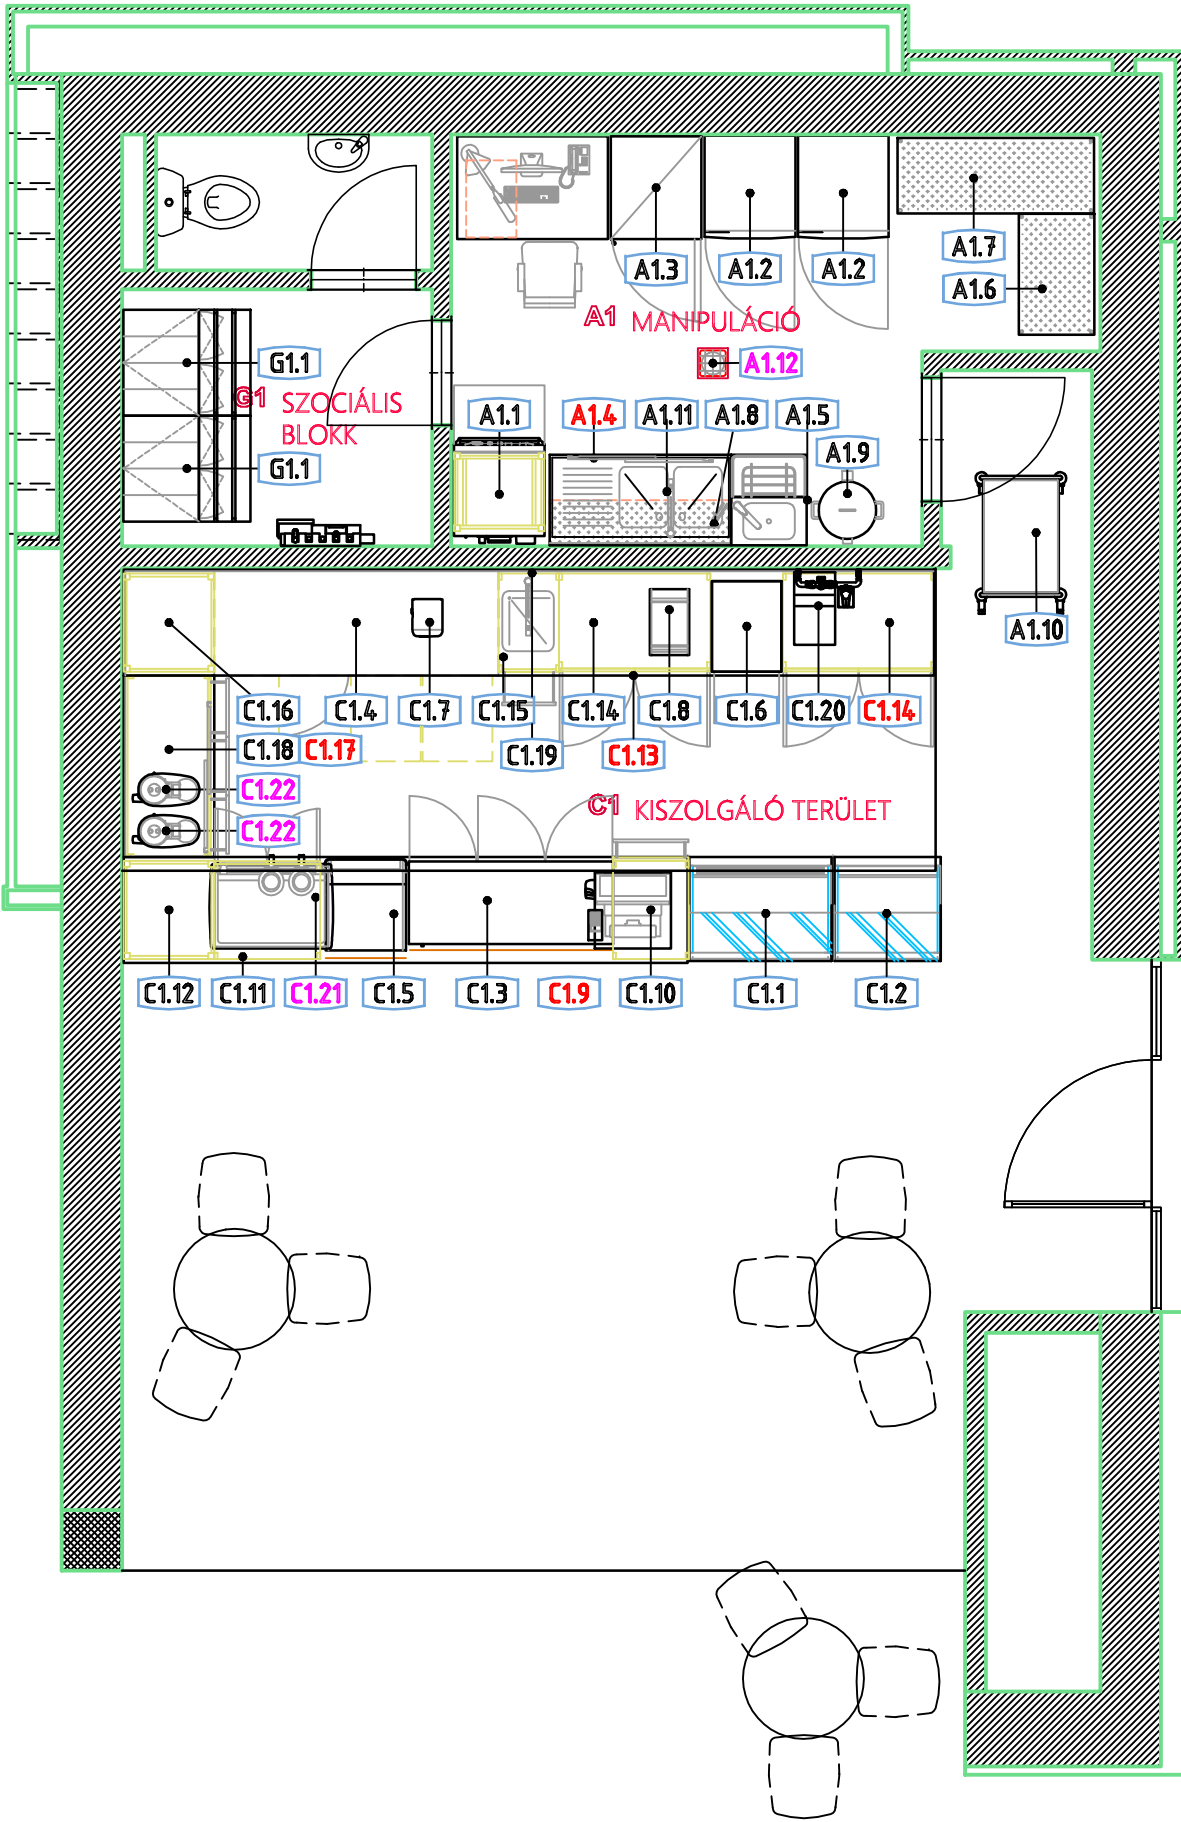 A1.3
A1.2
A1.2
A1.7
A1.6
A1 MANIPULÁCIÓ
A1.12
G1.1
G1 SZOCIÁLIS
BLOKK
G1.1
A1.1
A1.4
A1.11
A1.8
A1.5
A1.9
A1.10
C1.16
C1.4
C1.7
C1.15
C1.14
C1.8
C1.6
C1.20
C1.14
C1.18
C1.17
C1.19
C1.13
C1.22
C1.22
C1 KISZOLGÁLÓ TERÜLET
C1.12
C1.11
C1.21
C1.5
C1.3
C1.9
C1.10
C1.1
C1.2